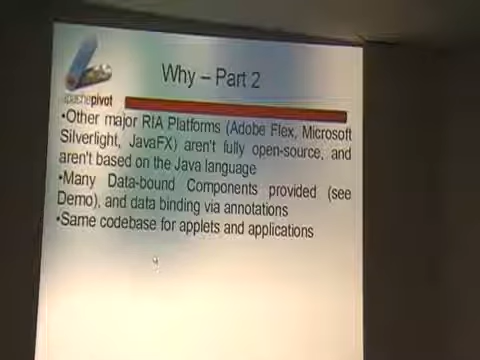 Why – Part 2
apachepivot
•Other major RIA Platforms (Adobe Flex, Microsoft
Silverlight, JavaFX) aren't fully open-source, and
aren't based on the Java language
•Many Data-bound Components provided (see
Demo), and data binding via annotations
•Same codebase for applets and applications